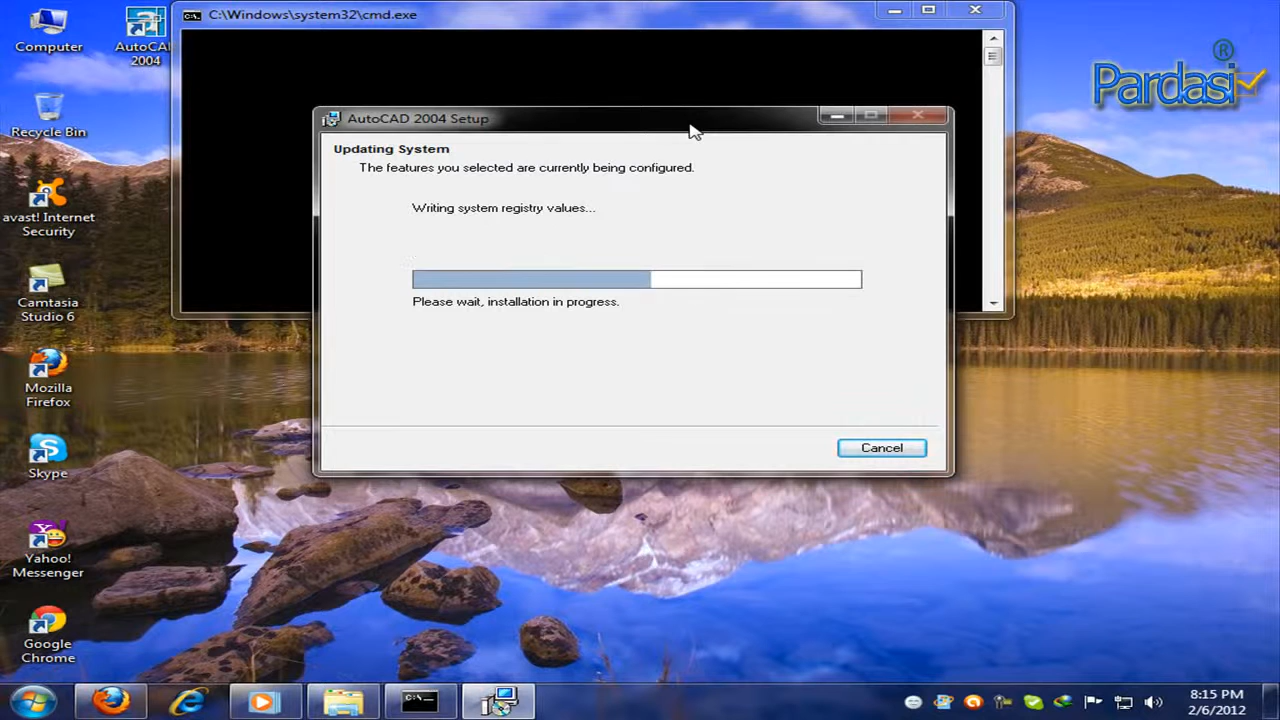 C:\Windows\system32\cmd.exe
Computer
AutoCA
2004
Recycle Bin
avast! Internet
Security
Camtasia
Studio 6
Mozilla
Firefox
Skype
Yahoo!
Messenger
Google
Chrome
Pardasi
®
AutoCAD 2004 Setup
Updating System
The features you selected are currently being configured.
Writing system registry values...
Please wait, installation in progress.
Cancel
8:15 PM
2/6/2012